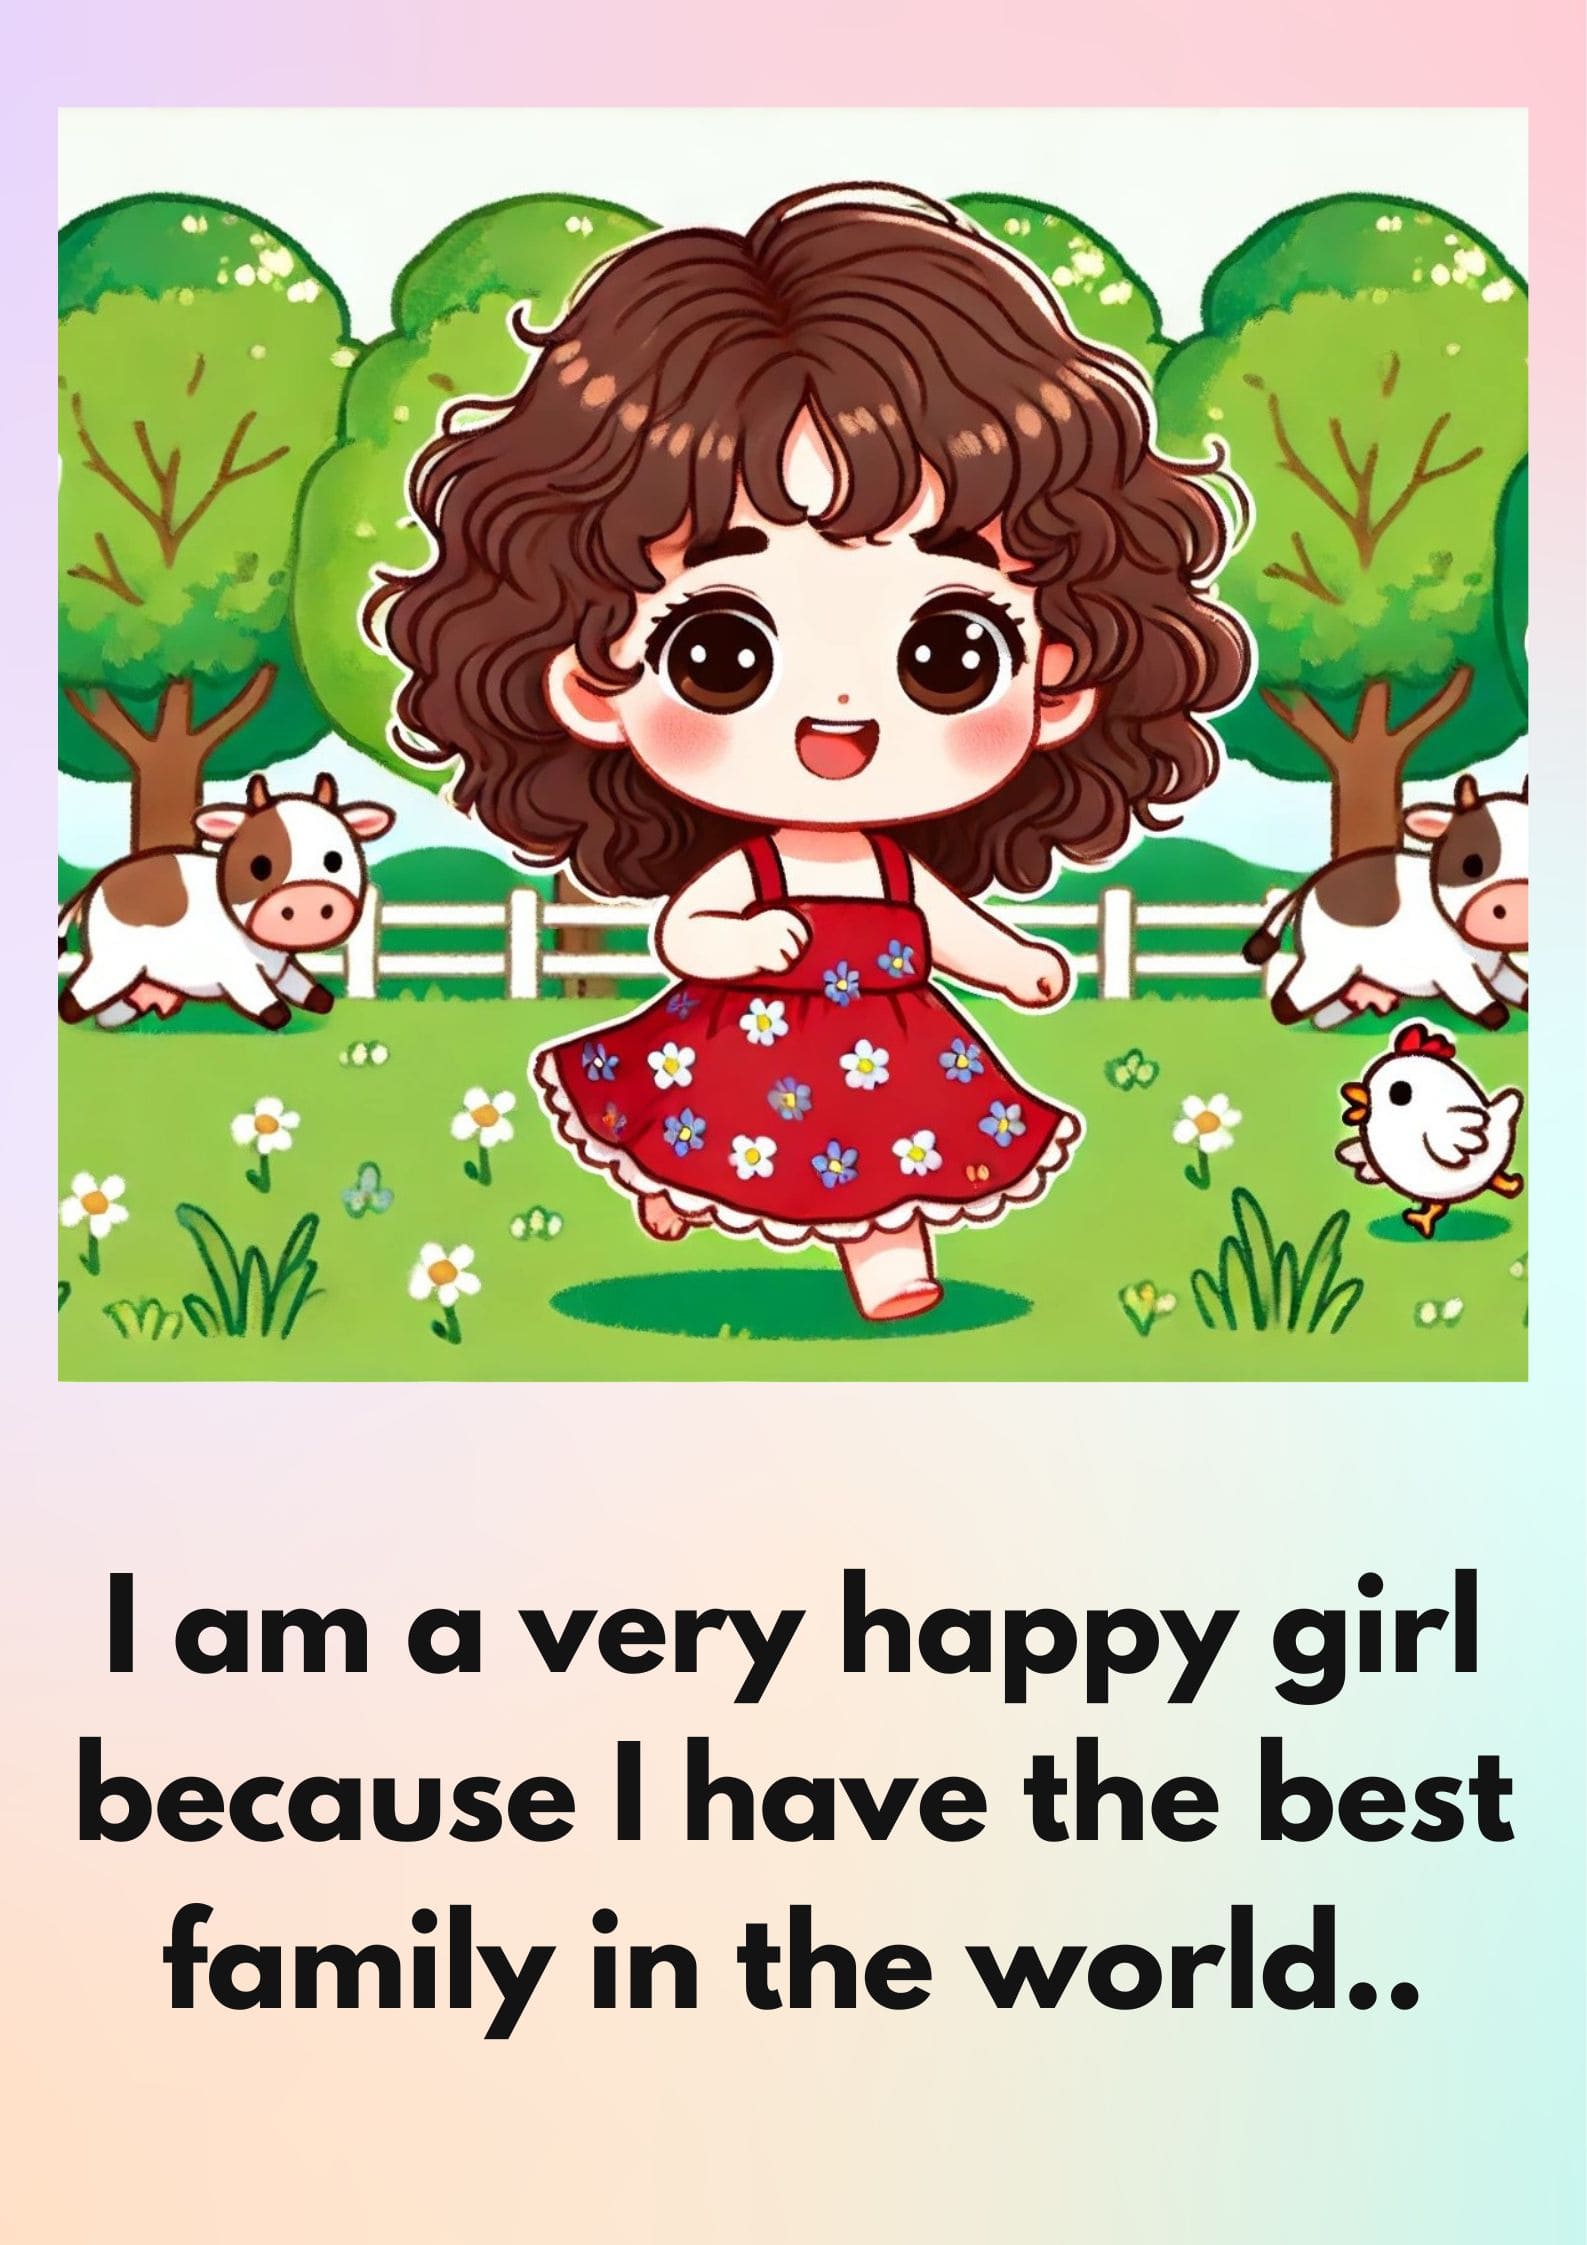 I am a very happy girl
because I have the best
family in the world..